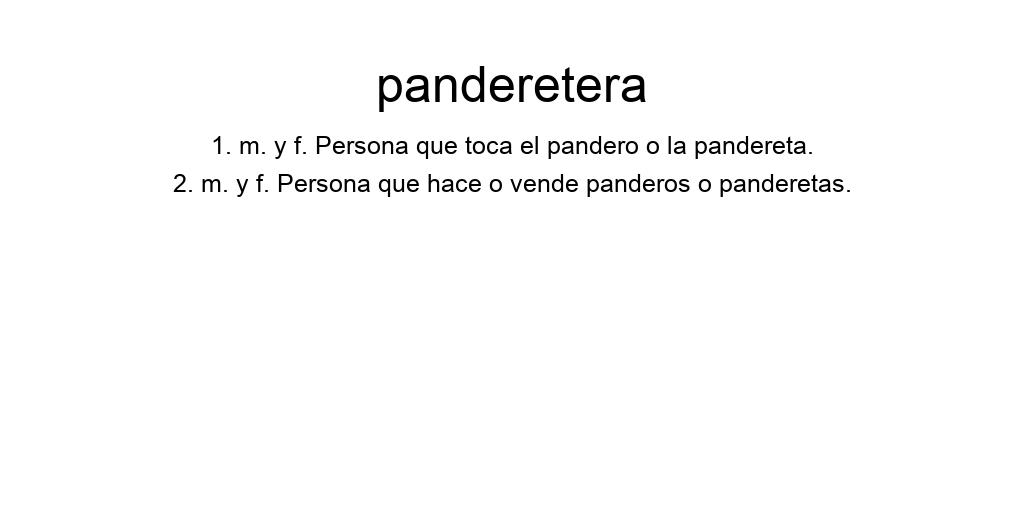 panderetera
1. m. y f. Persona que toca el pandero o la pandereta.
2. m. y f. Persona que hace o vende panderos o panderetas.